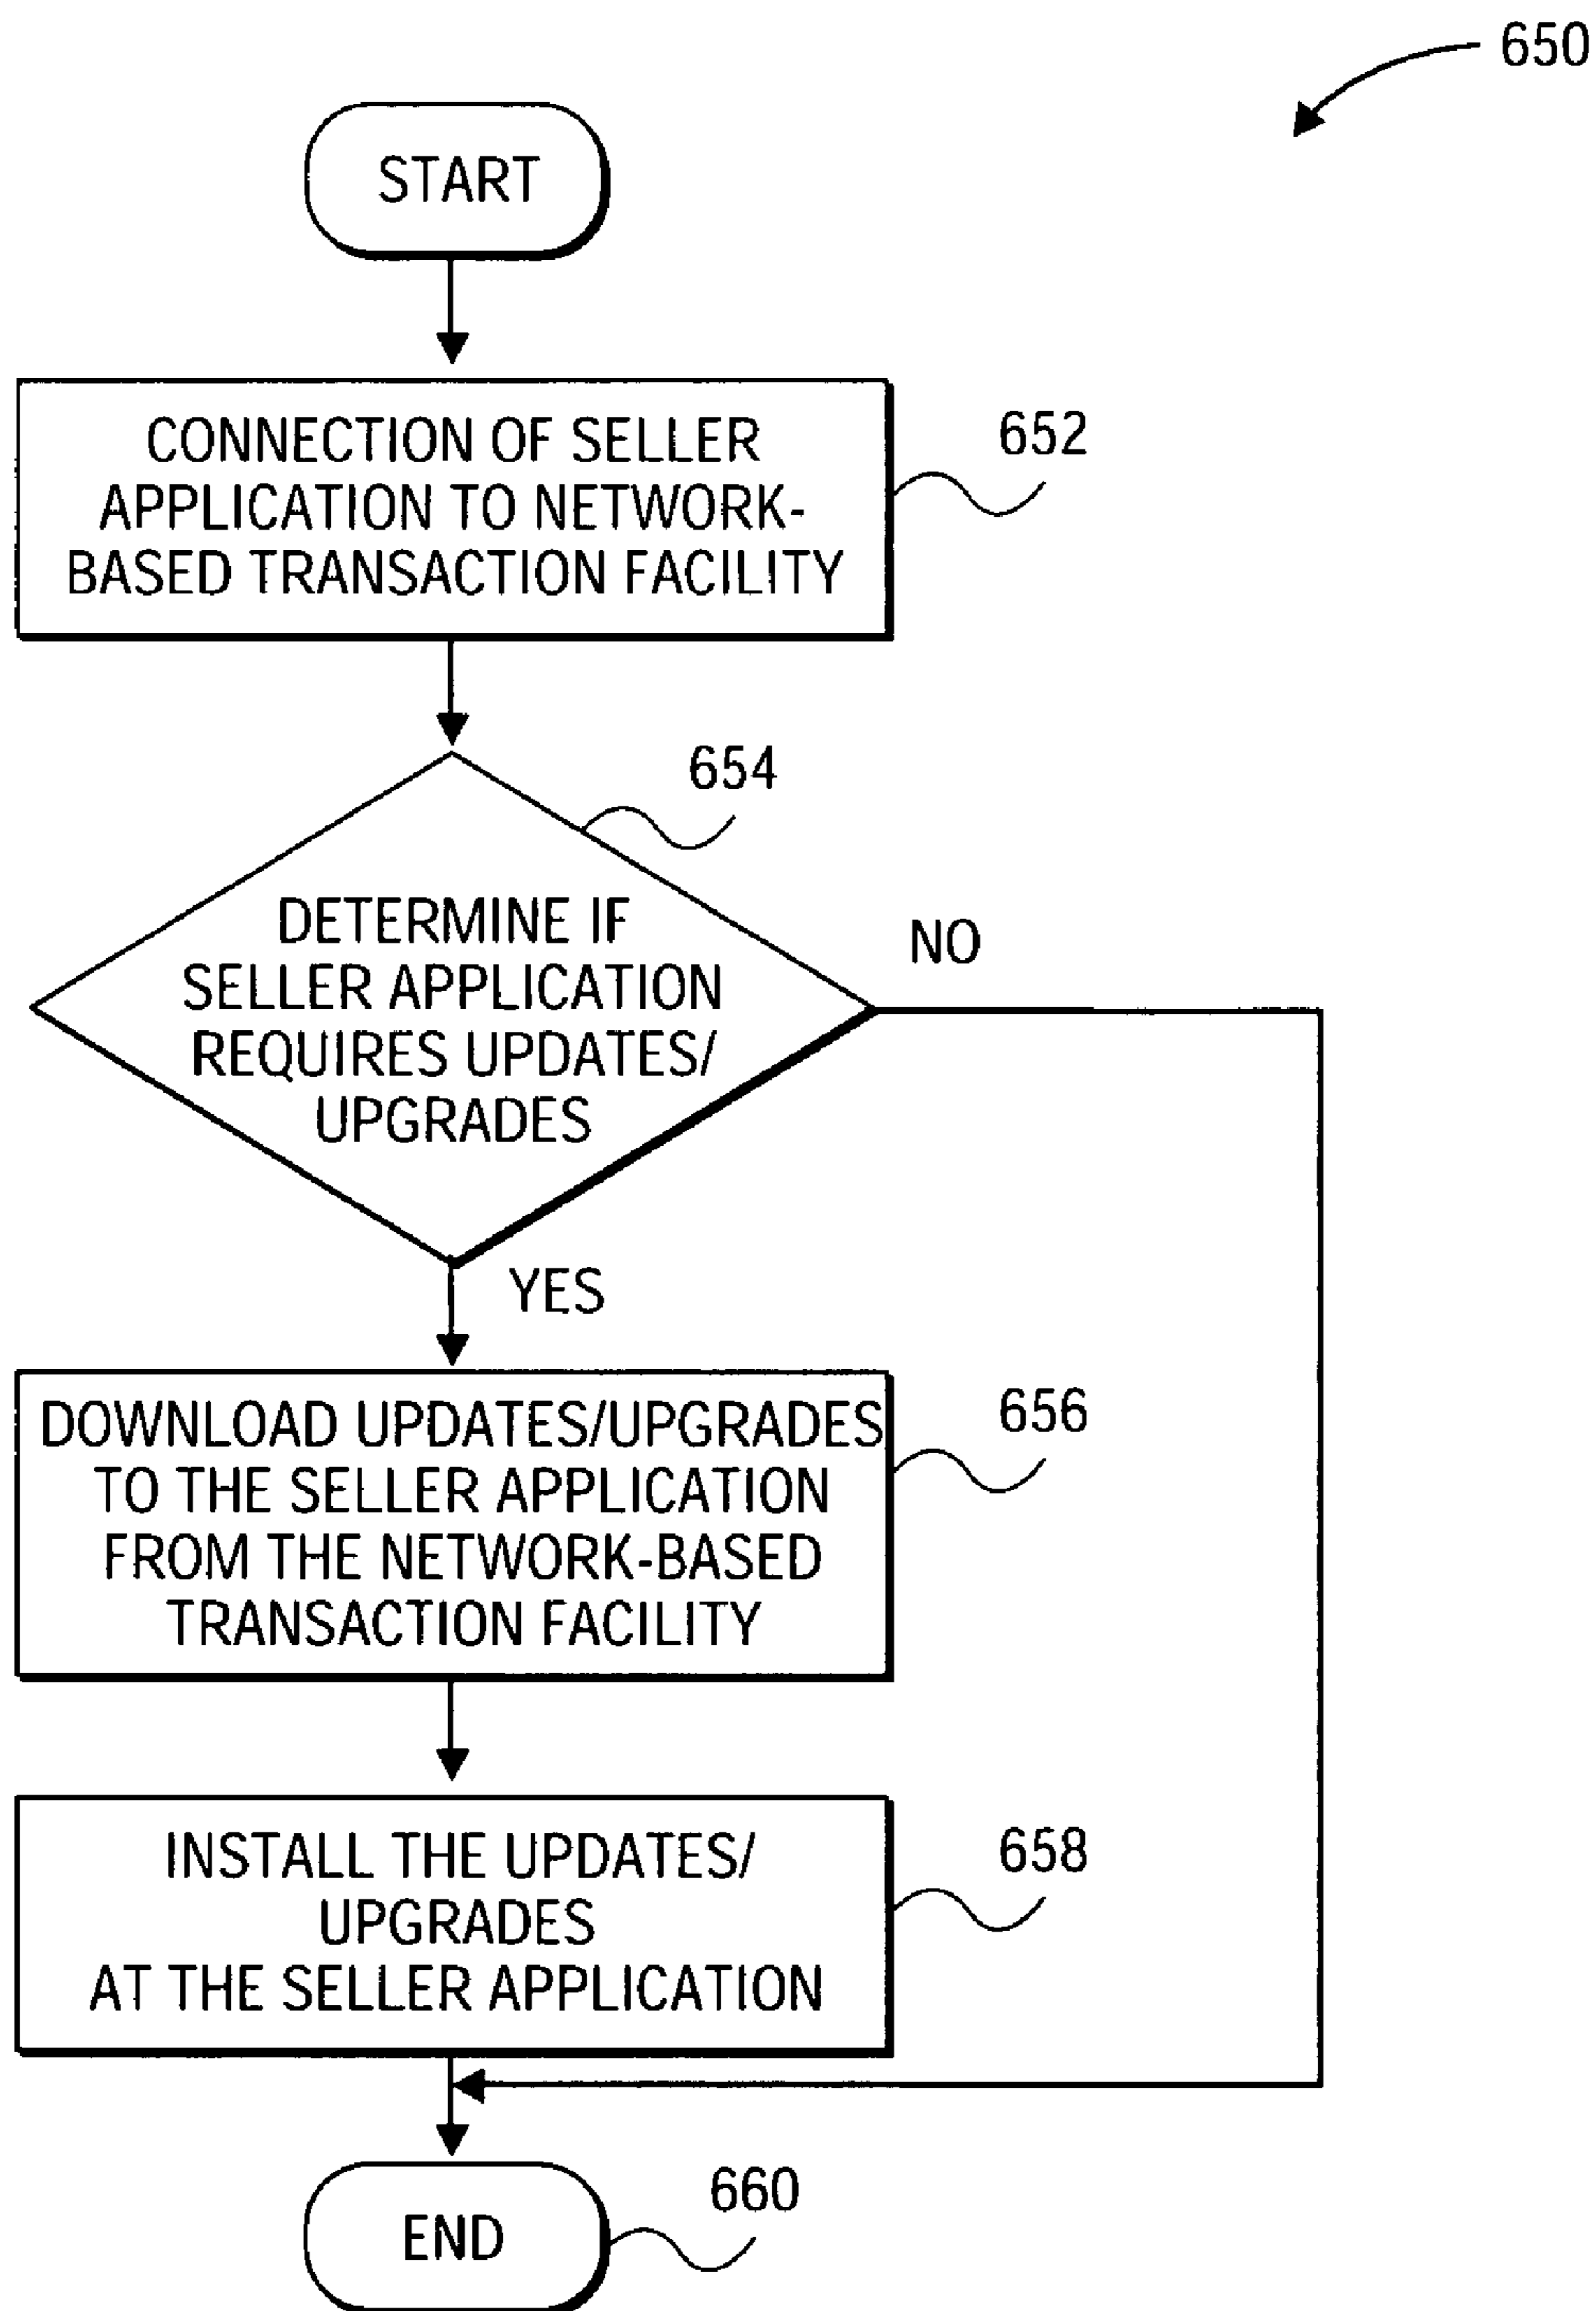 650
START
CONNECTION OF SELLER
APPLICATION TO NETWORK-
BASED TRANSACTION FACILITY
652
654
DETERMINE IF
SELLER APPLICATION
REQUIRES UPDATES/
UPGRADES
NO
YES
DOWNLOAD UPDATES/UPGRADES
TO THE SELLER APPLICATION
FROM THE NETWORK-BASED
TRANSACTION FACILITY
656
INSTALL THE UPDATES/
UPGRADES
AT THE SELLER APPLICATION
658
660
END